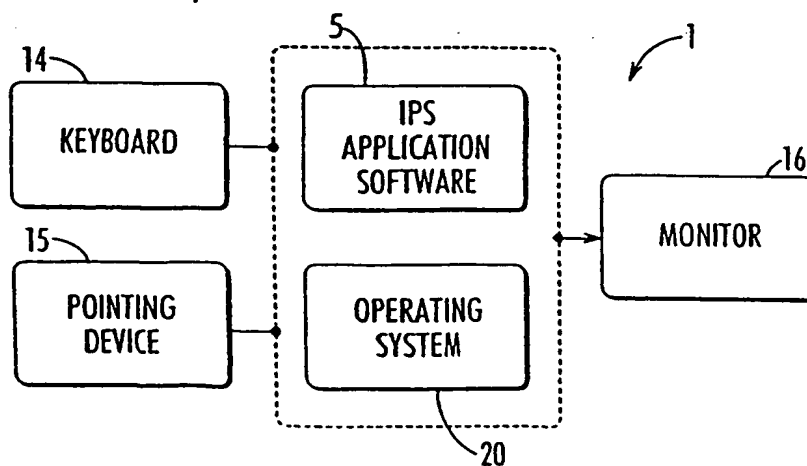 5
1
14
KEYBOARD
IPS
APPLICATION
SOFTWARE
16
MONITOR
15
POINTING
DEVICE
OPERATING
SYSTEM
20